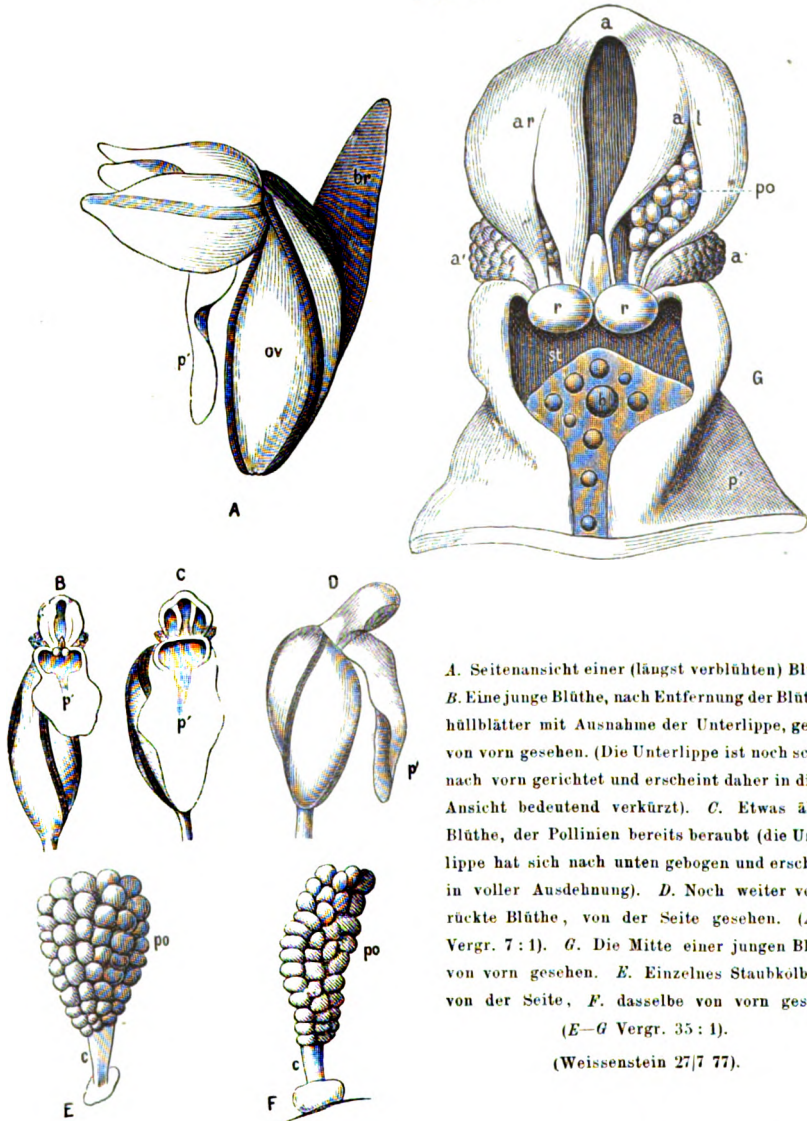 a
ar
a l
br
po
a'
a'
r
r
p'
ov
st
h
G
p'
A
B
C
D
p'
p'
p'
A. Seitenansicht einer (längst verblühten) Bl
B. Eine junge Blüthe, nach Entfernung der Blüt
hüllblätter mit Ausnahme der Unterlippe, ge
von vorn gesehen. (Die Unterlippe ist noch sc
nach vorn gerichtet und erscheint daher in di
Ansicht bedeutend verkürzt). C. Etwas ä
Blüthe, der Pollinien bereits beraubt (die U
lippe hat sich nach unten gebogen und ersch
in voller Ausdehnung). D. Noch weiter vo
rückte Blüthe, von der Seite gesehen. (
Vergr. 7 : 1). G. Die Mitte einer jungen Bl
von vorn gesehen. E. Einzelnes Staubkölb
von der Seite, F. dasselbe von vorn ges
(E—G Vergr. 35 : 1).
(Weissenstein 27|7 77).
po
po
c
c
E
F